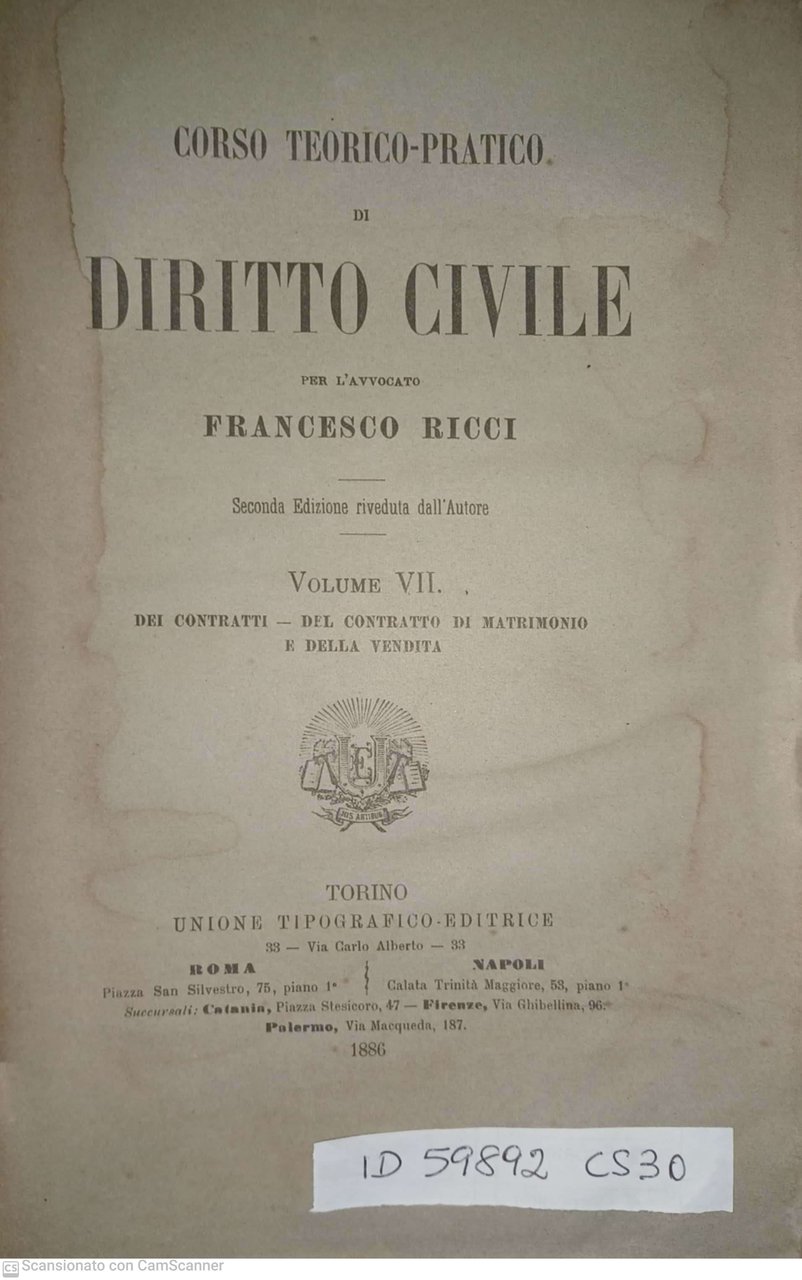 CORSO TEORICO-PRATICO
DI
DIRITTO CIVILE
PER L'AVVOCATO
FRANCESCO RICCI
Seconda Edizione riveduta dall'Autore
VOLUME VII.
DEI CONTRATTI — DEL CONTRATTO DI MATRIMONIO
E DELLA VENDITA
HIS ARTIBUS
TORINO
UNIONE TIPOGRAFICO-EDITRICE
33 — Via Carlo Alberto — 33
ROMA
Piazza San Silvestro, 75, piano 1°
NAPOLI
Calata Trinità Maggiore, 53, piano 1°
Succursali: Catania, Piazza Stesicoro, 47 — Firenze, Via Ghibellina, 96.
Palermo, Via Macqueda, 187.
1886
ID 59892 CS30
CS Scansionato con CamScanner